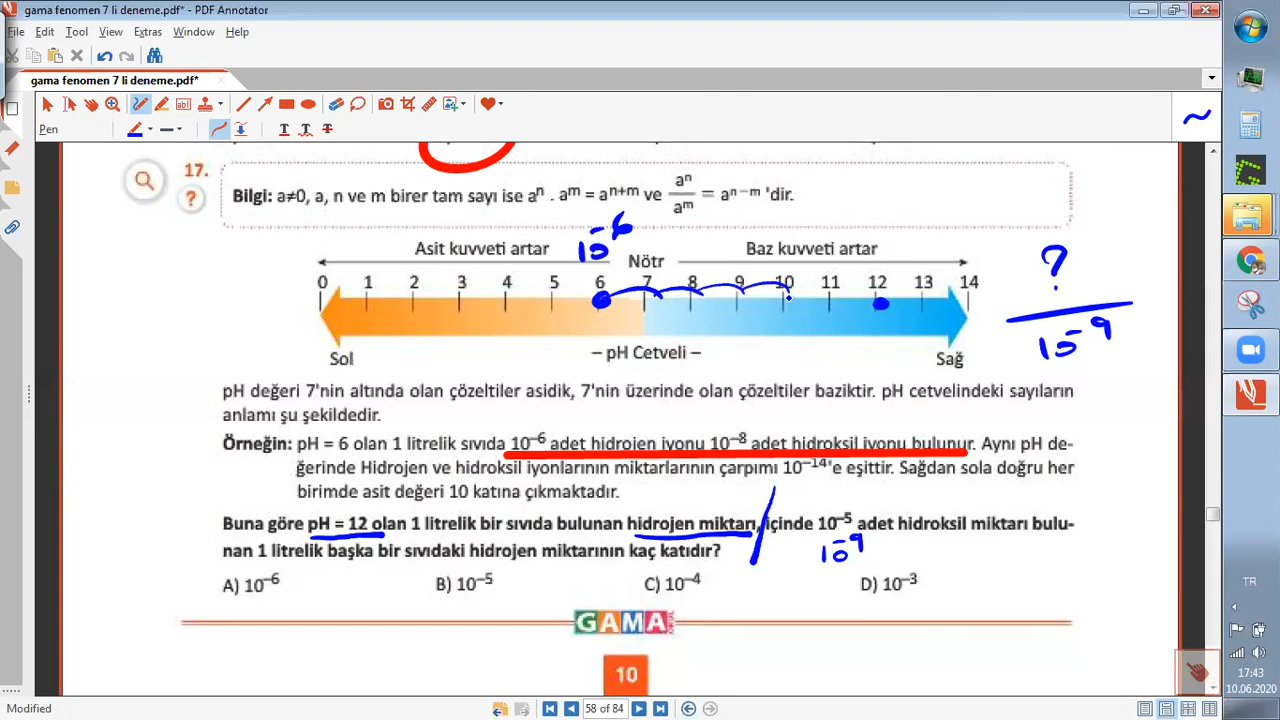 gama fenomen 7 li deneme.pdf* - PDF Annotator
File Edit Tool View Extras Window Help
gama fenomen 7 li deneme.pdf*
Pen
17.
Bilgi: a≠0, a, n ve m birer tam sayı ise aⁿ . aᵐ = aⁿ⁺ᵐ ve aⁿ/aᵐ = aⁿ⁻ᵐ 'dir.
10⁻⁶
Asit kuvveti artar Nötr Baz kuvveti artar
0 1 2 3 4 5 6 7 8 9 10 11 12 13 14
?
10⁻⁹
Sol – pH Cetveli – Sağ
pH değeri 7'nin altında olan çözeltiler asidik, 7'nin üzerinde olan çözeltiler baziktir. pH cetvelindeki sayıların
anlamı şu şekildedir.
Örneğin: pH = 6 olan 1 litrelik sıvıda 10⁻⁶ adet hidrojen iyonu 10⁻⁸ adet hidroksil iyonu bulunur. Aynı pH de-
ğerinde Hidrojen ve hidroksil iyonlarının miktarlarının çarpımı 10⁻¹⁴'e eşittir. Sağdan sola doğru her
birimde asit değeri 10 katına çıkmaktadır.
Buna göre pH = 12 olan 1 litrelik bir sıvıda bulunan hidrojen miktarı, içinde 10⁻⁵ adet hidroksil miktarı bulu-
nan 1 litrelik başka bir sıvıdaki hidrojen miktarının kaç katıdır?
10⁻⁹
A) 10⁻⁶ B) 10⁻⁵ C) 10⁻⁴ D) 10⁻³
GAMA
10
Modified
58 of 84
TR
17:43
10.06.2020